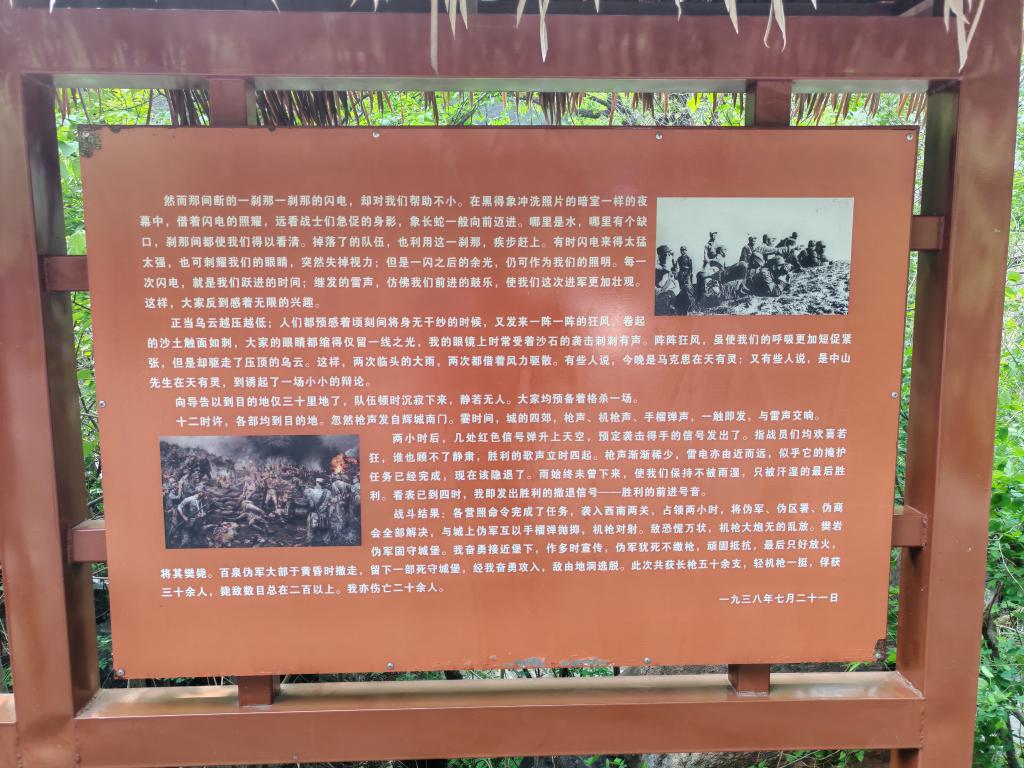 然而那间断的一刹那一刹那的闪电，却对我们帮助不小。在黑得象冲洗照片的暗室一样的夜
幕中，借着闪电的照耀，远看战士们急促的身影，象长蛇一般向前迈进。哪里是水，哪里有个缺
口，刹那间都使我们得以看清。掉落了的队伍，也利用这一刹那，疾步赶上。有时闪电来得太猛
太强，也可刺耀我们的眼睛，突然失掉视力；但是一闪之后的余光，仍可作为我们的照明。每一
次闪电，就是我们跃进的时间；继发的雷声，仿佛我们前进的鼓乐，使我们这次进军更加壮观。
这样，大家反到感着无限的兴趣。
正当乌云越压越低；人们都预感着顷刻间将身无干纱的时候，又发来一阵一阵的狂风，卷起
的沙土触面如刺，大家的眼睛都缩得仅留一线之光，我的眼镜上时常受着沙石的袭击刺刺有声。阵阵狂风，虽使我们的呼吸更加短促紧
张，但是却驱走了压顶的乌云。这样，两次临头的大雨，两次都借着风力驱散。有些人说，今晚是马克思在天有灵；又有些人说，是中山
先生在天有灵，到诱起了一场小小的辩论。
向导告以到目的地仅三十里地了，队伍顿时沉寂下来，静若无人。大家均预备着格杀一场。
十二时许，各部均到目的地。忽然枪声发自辉城南门。霎时间，城的四郊，枪声、机枪声、手榴弹声，一触即发，与雷声交响。
两小时后，几处红色信号弹升上天空，预定袭击得手的信号发出了。指战员们均欢喜若
狂，谁也顾不了静肃，胜利的歌声立时四起。枪声渐渐稀少，雷电亦由近而远，似乎它的掩护
任务已经完成，现在该隐退了。雨始终未曾下来，使我们保持不被雨湿，只被汗湿的最后胜
利。看表已到四时，我即发出胜利的撤退信号——胜利的前进号音。
战斗结果：各营照命令完成了任务，袭入西南两关，占领两小时，将伪军、伪区署、伪商
会全部解决，与城上伪军互以手榴弹抛掷，机枪对射。敌恐慌万状，机枪大炮无的乱放。樊岩
伪军固守城堡。我奋勇接近堡下，作多时宣传，伪军犹死不缴枪，顽固抵抗，最后只好放火，
将其樊毙。百泉伪军大部于黄昏时撤走，留下一部死守城堡，经我奋勇攻入，敌由地洞逃脱。此次共获长枪五十余支，轻机枪一挺，俘获
三十余人，毙敌数目总在二百以上。我亦伤亡二十余人。
一九三八年七月二十一日